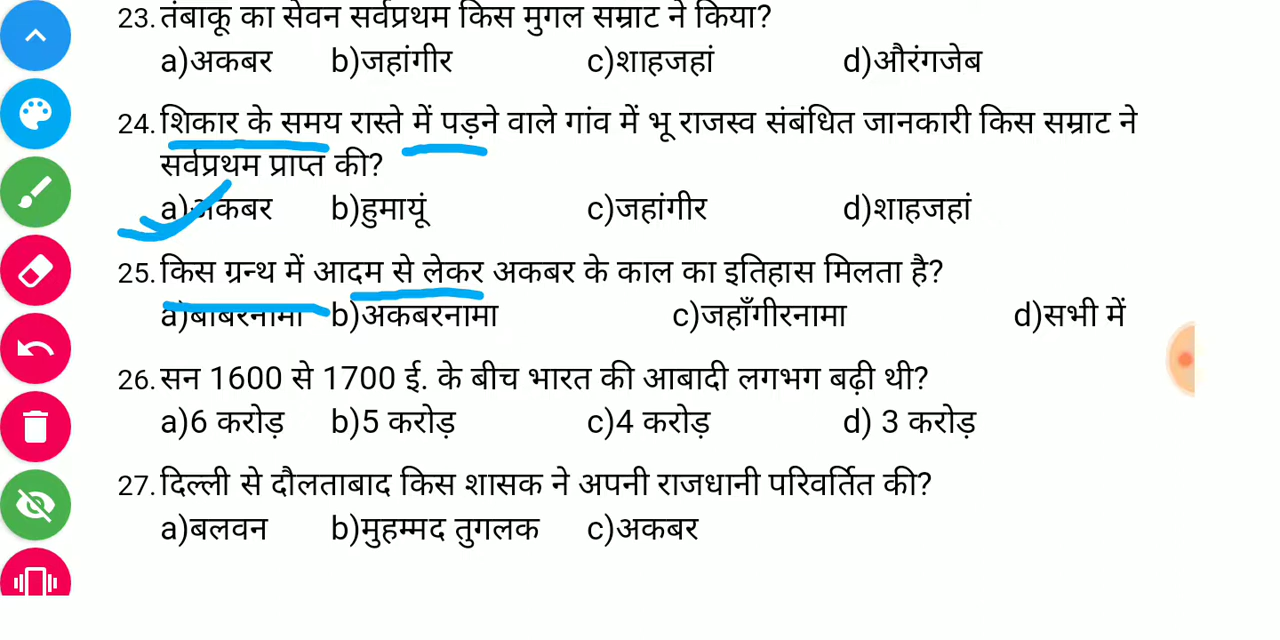 23. तंबाकू का सेवन सर्वप्रथम किस मुगल सम्राट ने किया?
a)अकबर b)जहांगीर c)शाहजहां d)औरंगजेब
24. शिकार के समय रास्ते में पड़ने वाले गांव में भू राजस्व संबंधित जानकारी किस सम्राट ने
सर्वप्रथम प्राप्त की?
a)अकबर b)हुमायूं c)जहांगीर d)शाहजहां
25. किस ग्रन्थ में आदम से लेकर अकबर के काल का इतिहास मिलता है?
a)बाबरनामा b)अकबरनामा c)जहाँगीरनामा d)सभी में
26. सन 1600 से 1700 ई. के बीच भारत की आबादी लगभग बढ़ी थी?
a)6 करोड़ b)5 करोड़ c)4 करोड़ d) 3 करोड़
27. दिल्ली से दौलताबाद किस शासक ने अपनी राजधानी परिवर्तित की?
a)बलवन b)मुहम्मद तुगलक c)अकबर